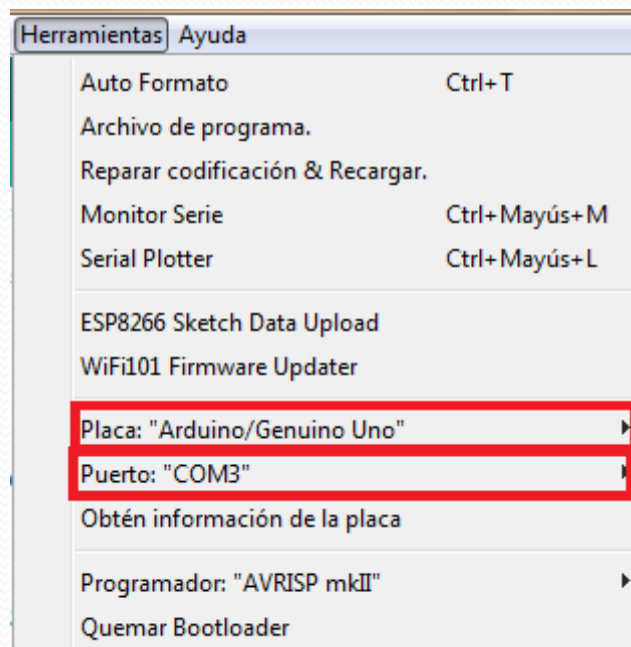 Herramientas Ayuda
Auto Formato Ctrl+T
Archivo de programa.
Reparar codificación & Recargar.
Monitor Serie Ctrl+Mayús+M
Serial Plotter Ctrl+Mayús+L
ESP8266 Sketch Data Upload
WiFi101 Firmware Updater
Placa: "Arduino/Genuino Uno"
Puerto: "COM3"
Obtén información de la placa
Programador: "AVRISP mkII"
Quemar Bootloader